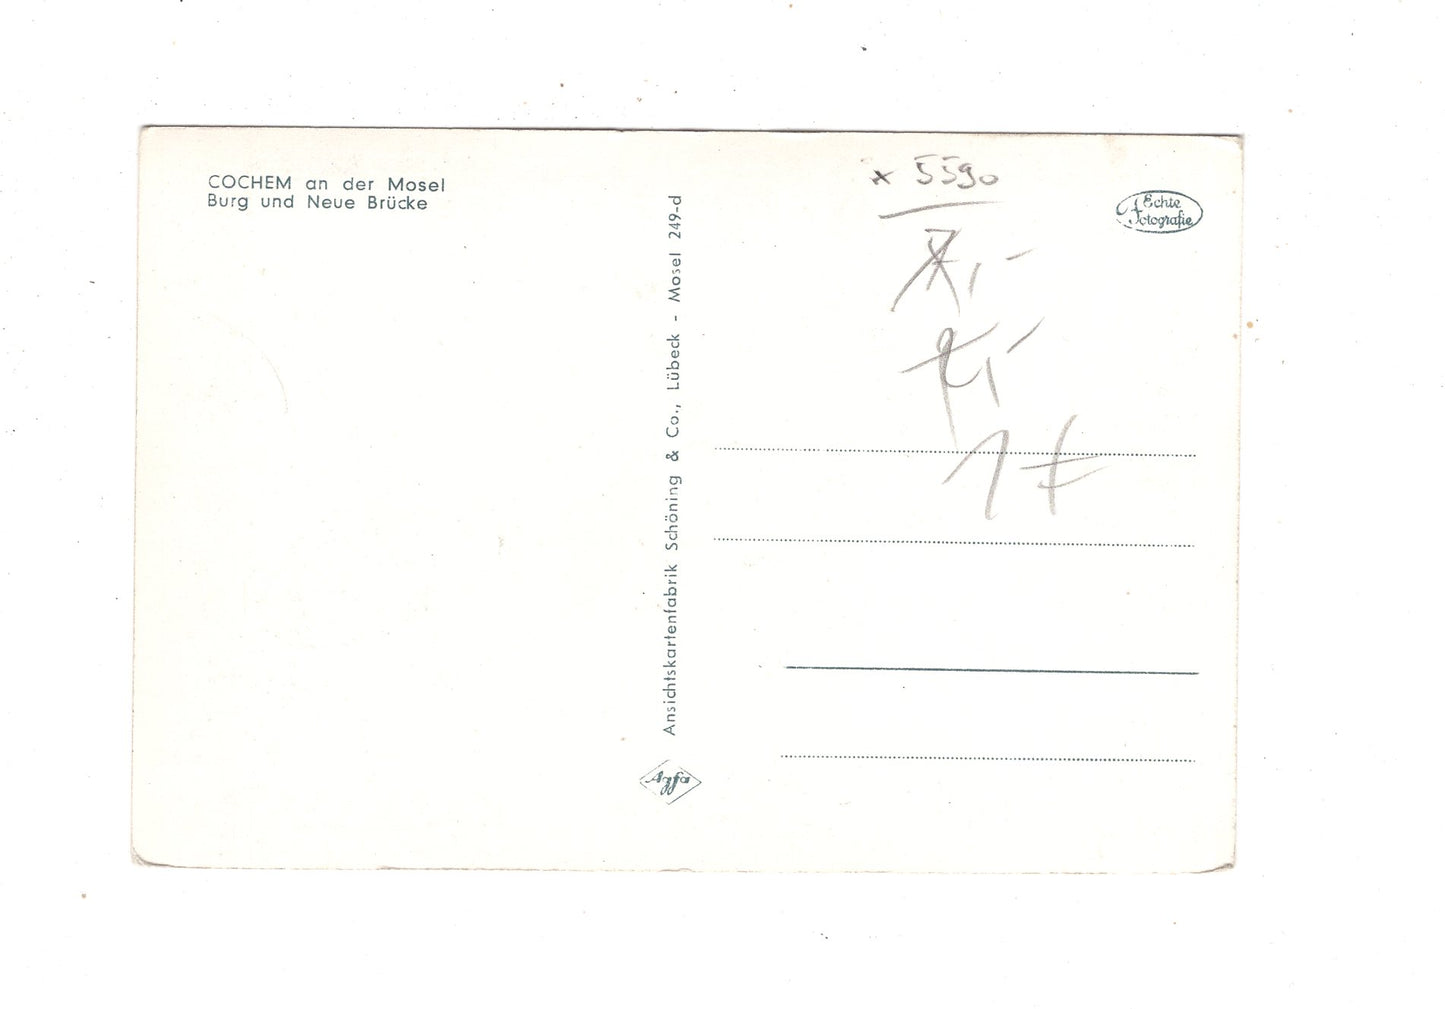 COCHEM an der Mosel
Burg und Neue Brücke
Ansichtskartenfabrik Schöning & Co., Lübeck - Mosel 249-d
Agfa
x 5590
Echte
Fotografie